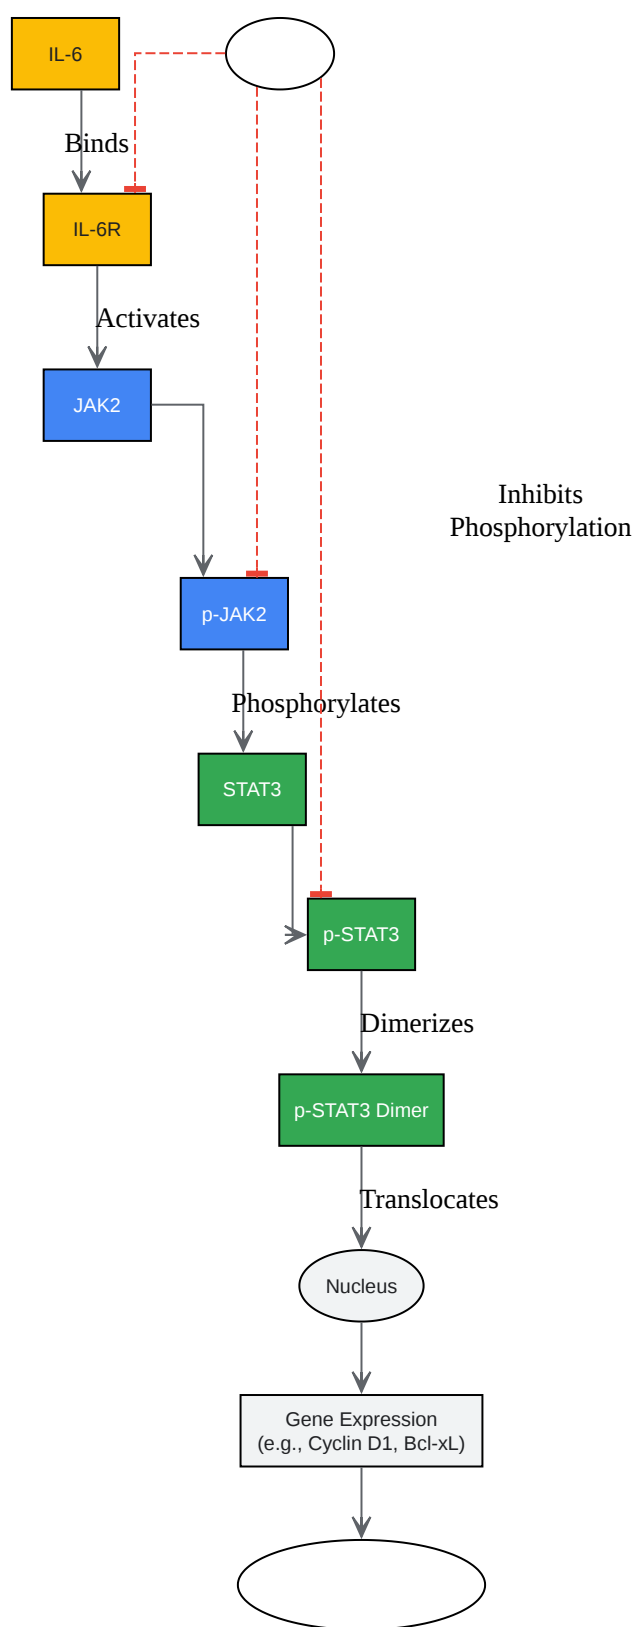 IL-6
Binds
IL-6R
Activates
JAK2
Inhibits
Phosphorylation
p-JAK2
Phosphorylates
STAT3
p-STAT3
Dimerizes
p-STAT3 Dimer
Translocates
Nucleus
Gene Expression
(e.g., Cyclin D1, Bcl-xL)